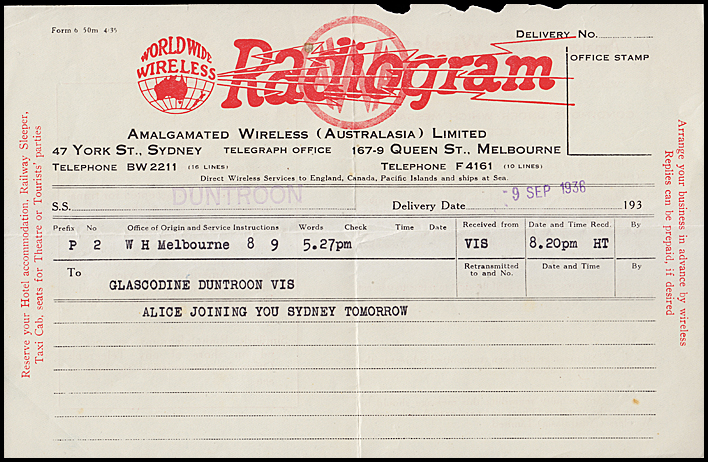 Form 6 50m 4/35
DELIVERY NO.
OFFICE STAMP
WORLD WIDE
WIRELESS
Radiogram
AMALGAMATED WIRELESS (AUSTRALASIA) LIMITED
47 YORK ST., SYDNEY TELEGRAPH OFFICE 167-9 QUEEN ST., MELBOURNE
TELEPHONE BW 2211 (16 LINES) TELEPHONE F 4161 (10 LINES)
Direct Wireless Services to England, Canada, Pacific Islands and ships at Sea.
S.S. DUNTROON Delivery Date -9 SEP 1936 193
Prefix No Office of Origin and Service Instructions Words Check Time Date Received from Date and Time Recd. By
P 2 W H Melbourne 8 9 5.27pm VIS 8.20pm HT
Retransmitted to and No. Date and Time By
To
GLASCODINE DUNTROON VIS
ALICE JOINING YOU SYDNEY TOMORROW
Reserve your Hotel accommodation, Railway Sleeper,
Taxi Cab, seats for Theatre or Tourists' parties
Arrange your business in advance by wireless
Replies can be prepaid, if desired